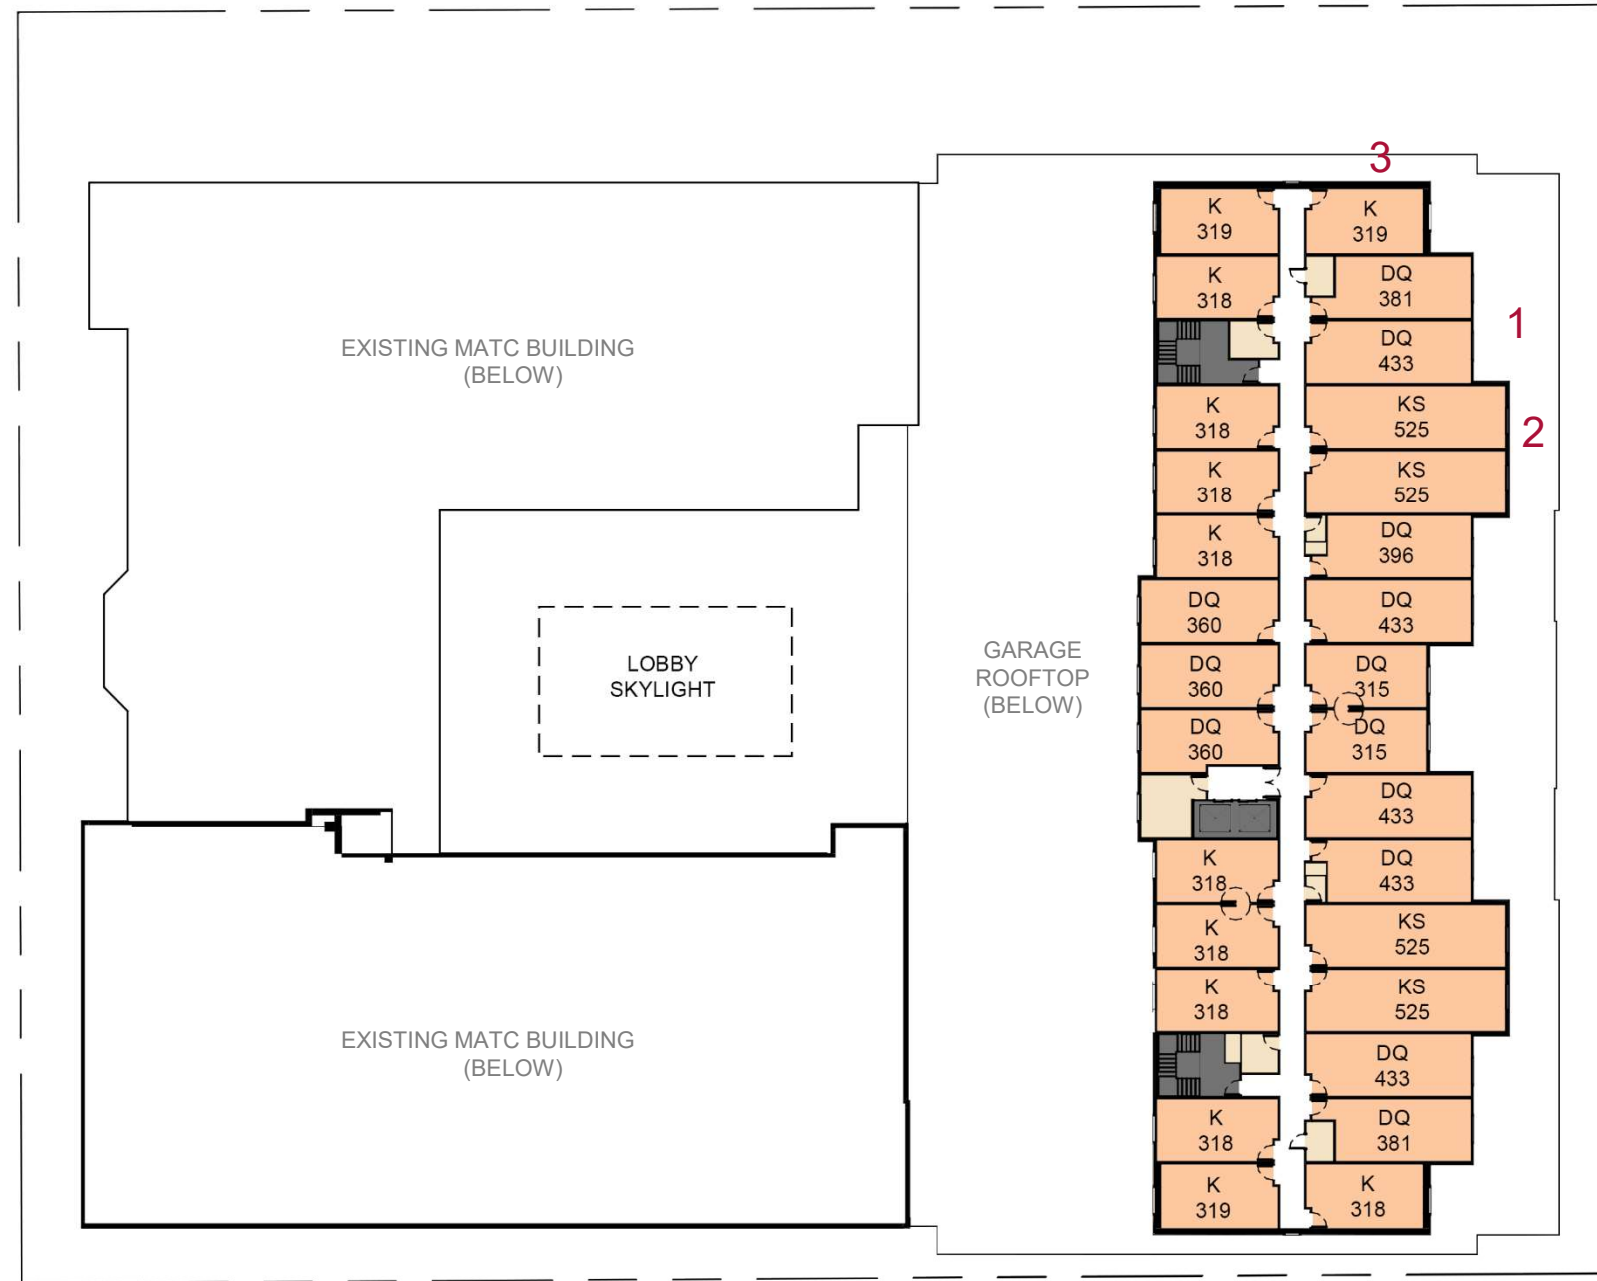 3
K
319
K
319
K
318
DQ
381
1
EXISTING MATC BUILDING
(BELOW)
DQ
433
K
318
KS
525
2
K
318
KS
525
K
318
DQ
396
DQ
360
DQ
433
LOBBY
SKYLIGHT
GARAGE
ROOFTOP
(BELOW)
DQ
360
DQ
315
DQ
360
DQ
315
DQ
433
K
318
DQ
433
K
318
KS
525
K
318
KS
525
EXISTING MATC BUILDING
(BELOW)
DQ
433
K
318
DQ
381
K
319
K
318